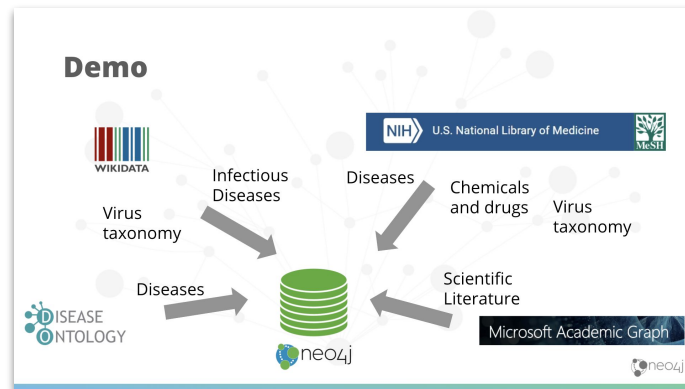 Demo
WIKIDATA
NIH U.S. National Library of Medicine
MeSH
Infectious
Diseases
Virus
taxonomy
Diseases
Chemicals
and drugs
Virus
taxonomy
Diseases
DISEASE
ONTOLOGY
Scientific
Literature
Microsoft Academic Graph
neo4j
neo4j